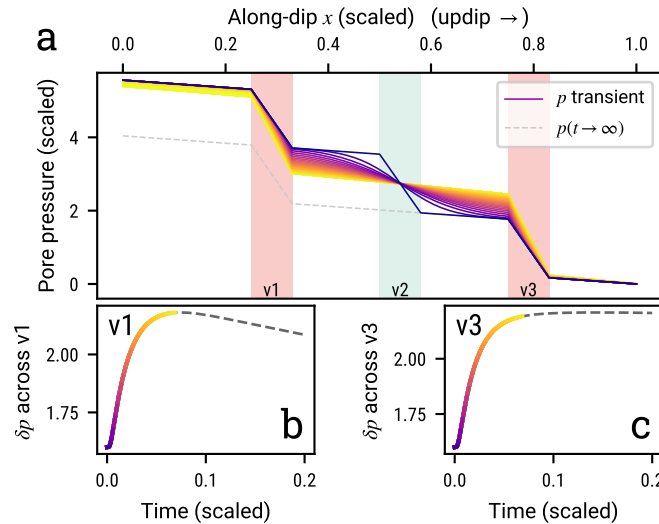 Along-dip x (scaled) (updip →)
a
0.0 0.2 0.4 0.6 0.8 1.0
Pore pressure (scaled)
4
2
0
p transient
p(t → ∞)
v1 v2 v3
δp across v1
2.00
1.75
v1
b
0.0 0.1 0.2
Time (scaled)
δp across v3
2.00
1.75
v3
c
0.0 0.1 0.2
Time (scaled)